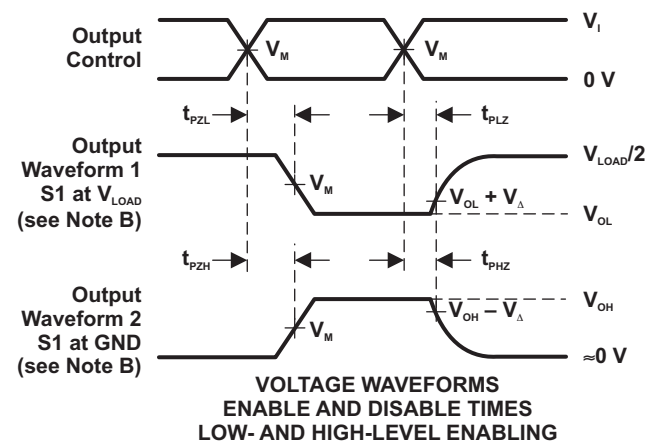 Output
Control
V_I
V_M
V_M
0 V
t_PZL
t_PLZ
Output
Waveform 1
S1 at V_LOAD
(see Note B)
V_LOAD/2
V_M
V_OL + V_Δ
V_OL
t_PZH
t_PHZ
Output
Waveform 2
S1 at GND
(see Note B)
V_OH
V_M
V_OH − V_Δ
≈0 V
VOLTAGE WAVEFORMS
ENABLE AND DISABLE TIMES
LOW- AND HIGH-LEVEL ENABLING